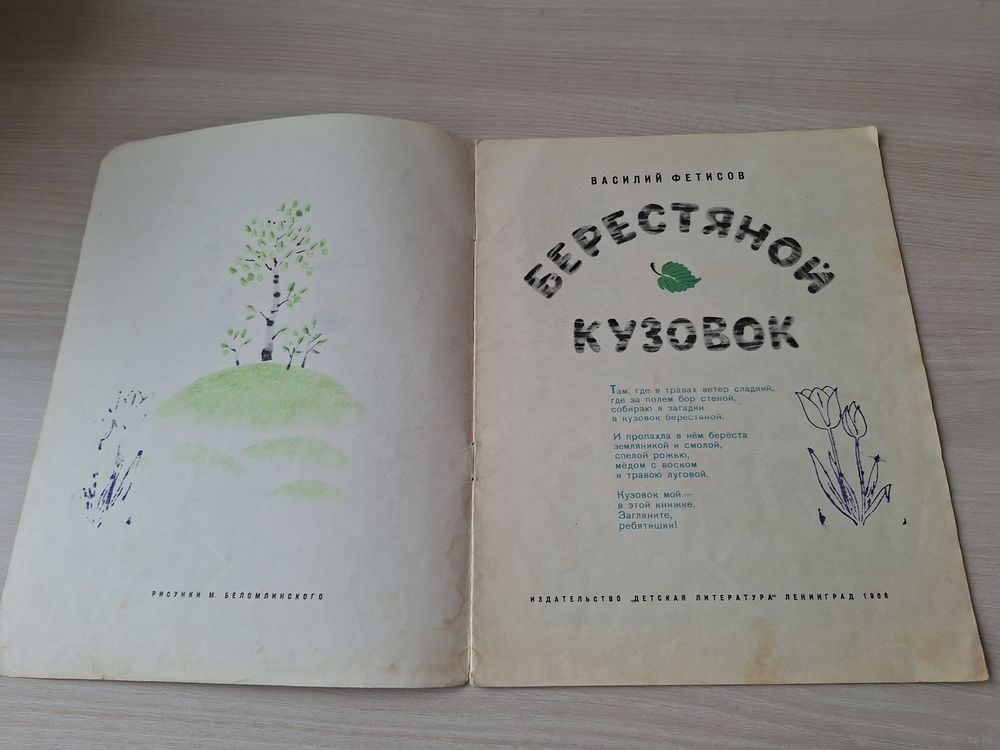 РИСУНКИ М. БЕЛОМЛИНСКОГО
ВАСИЛИЙ ФЕТИСОВ
БЕРЕСТЯНОЙ
КУЗОВОК
Там, где в травах ветер сладкий,
где за полем бор стеной,
собираю я загадки
в кузовок берестяной.
И пропахла в нём берёста
земляникой и смолой,
спелой рожью,
мёдом с воском
и травою луговой.
Кузовок мой —
в этой книжке.
Загляните,
ребятишки!
ИЗДАТЕЛЬСТВО „ДЕТСКАЯ ЛИТЕРАТУРА“ ЛЕНИНГРАД